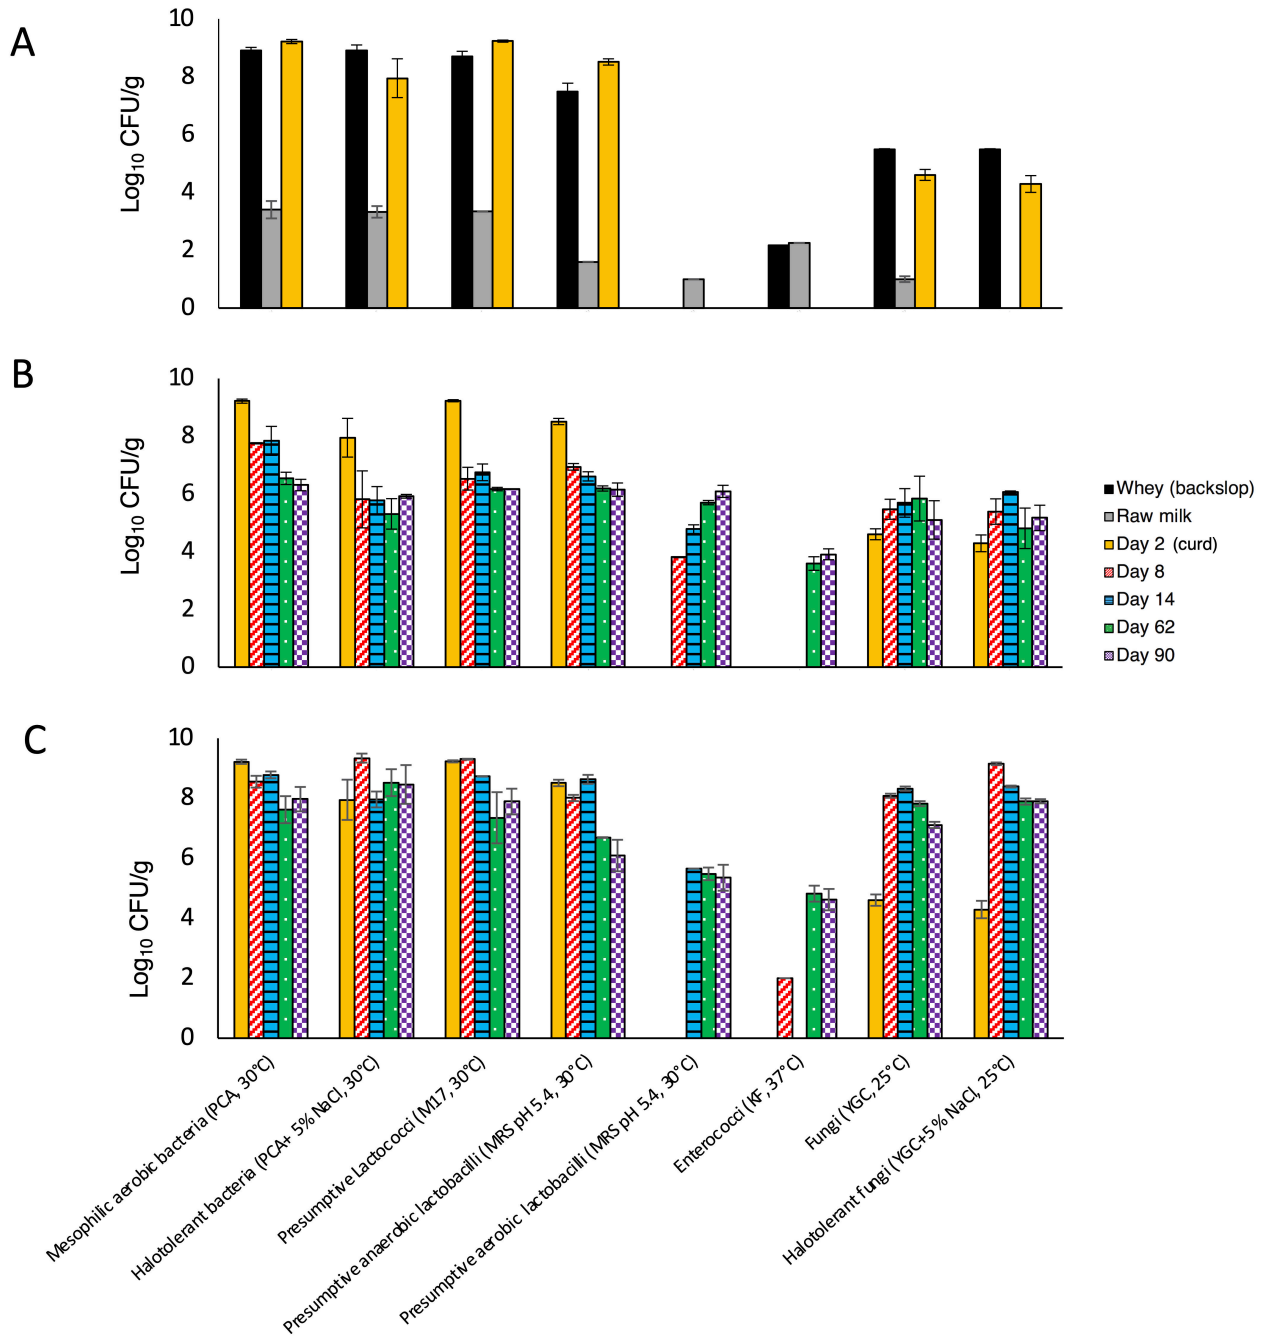 A
10
8
6
4
2
0
Log10 CFU/g
B
10
8
6
4
2
0
Log10 CFU/g
Whey (backslop)
Raw milk
Day 2 (curd)
Day 8
Day 14
Day 62
Day 90
C
10
8
6
4
2
0
Log10 CFU/g
Mesophilic aerobic bacteria (PCA, 30°C)
Halotolerant bacteria (PCA+ 5% NaCl, 30°C)
Presumptive Lactococci (M17, 30°C)
Presumptive anaerobic lactobacilli (MRS pH 5.4, 30°C)
Presumptive aerobic lactobacilli (MRS pH 5.4, 30°C)
Enterococci (KF, 37°C)
Fungi (YGC, 25°C)
Halotolerant fungi (YGC+5% NaCl, 25°C)